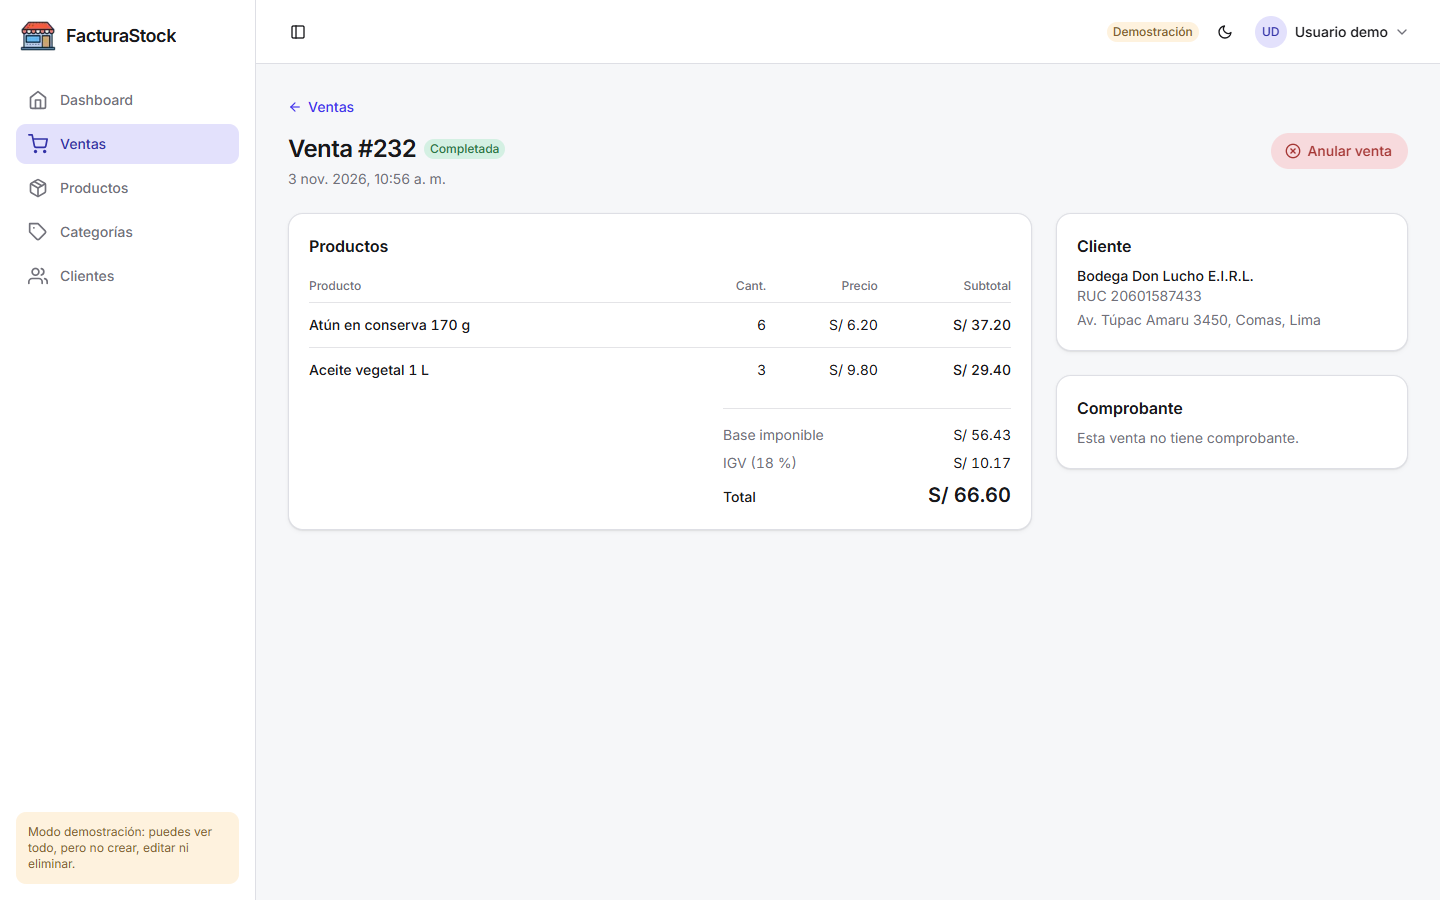 FacturaStock
Dashboard
Ventas
Productos
Categorías
Clientes
Modo demostración: puedes ver
todo, pero no crear, editar ni
eliminar.
Demostración
UD
Usuario demo
Ventas
Venta #232
Completada
3 nov. 2026, 10:56 a. m.
Anular venta
Productos
Producto Cant. Precio Subtotal
Atún en conserva 170 g 6 S/ 6.20 S/ 37.20
Aceite vegetal 1 L 3 S/ 9.80 S/ 29.40
Base imponible S/ 56.43
IGV (18 %) S/ 10.17
Total S/ 66.60
Cliente
Bodega Don Lucho E.I.R.L.
RUC 20601587433
Av. Túpac Amaru 3450, Comas, Lima
Comprobante
Esta venta no tiene comprobante.